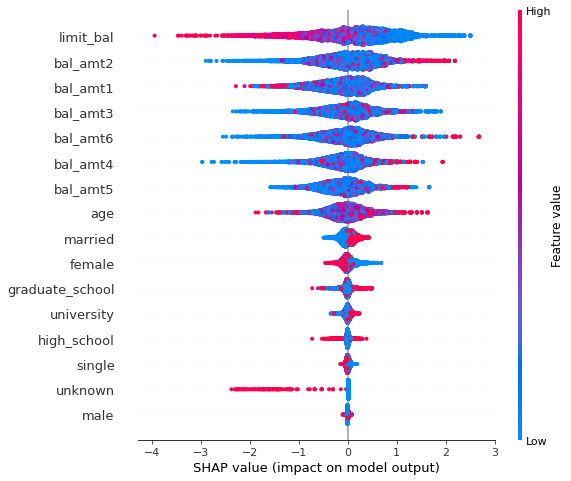 High
limit_bal
bal_amt2
bal_amt1
bal_amt3
bal_amt6
bal_amt4
bal_amt5
age
married
female
graduate_school
university
high_school
single
unknown
male
Feature value
Low
−4 −3 −2 −1 0 1 2 3
SHAP value (impact on model output)